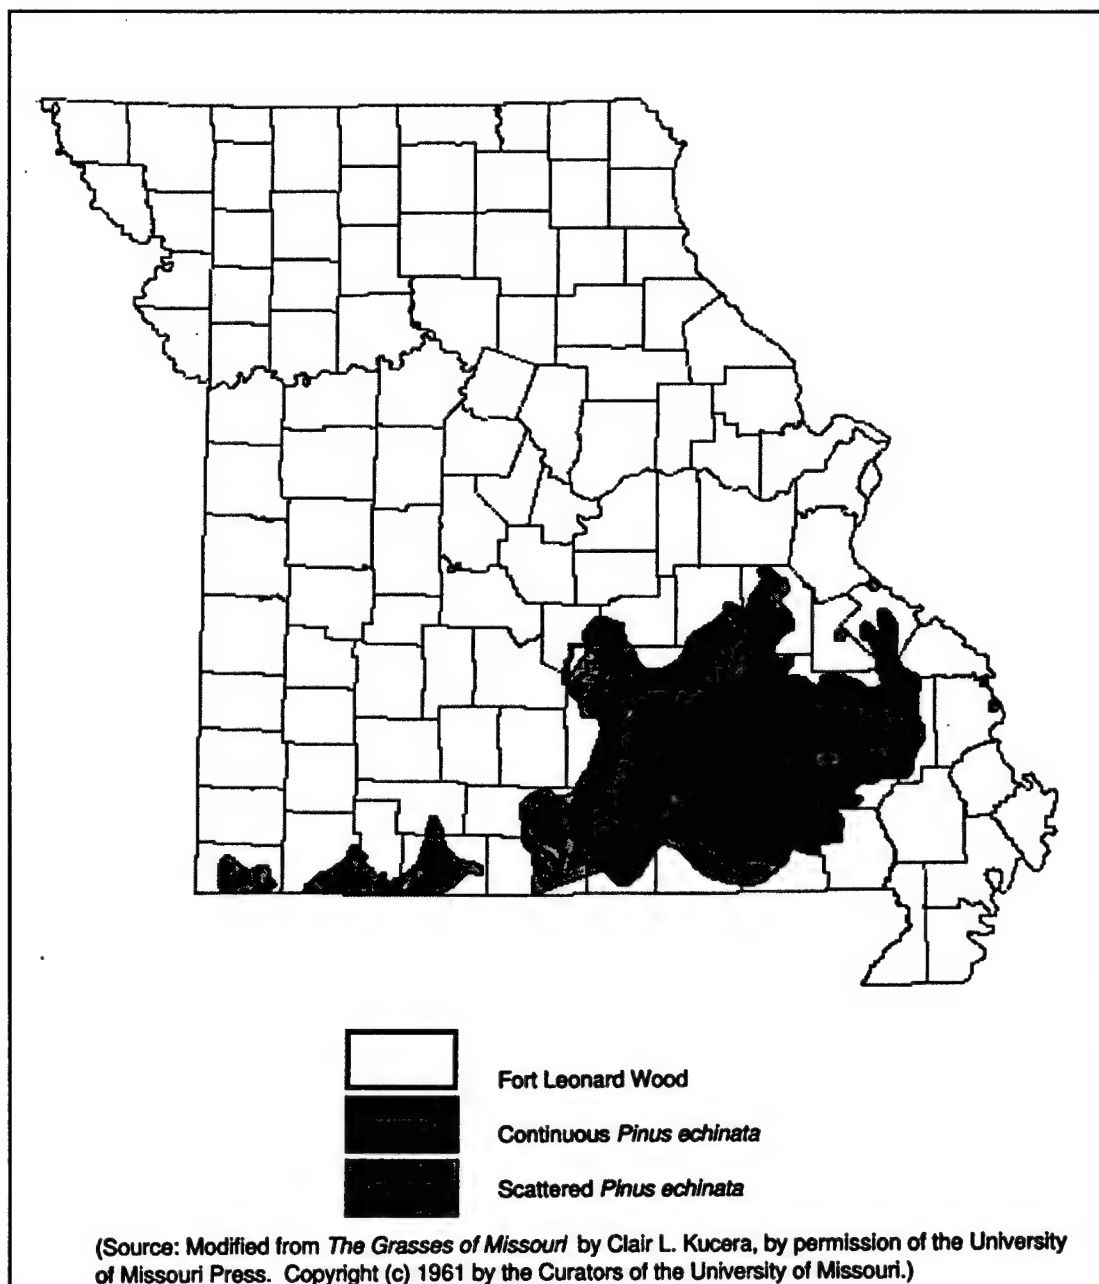 Fort Leonard Wood
Continuous Pinus echinata
Scattered Pinus echinata
(Source: Modified from The Grasses of Missouri by Clair L. Kucera, by permission of the University
of Missouri Press. Copyright (c) 1961 by the Curators of the University of Missouri.)